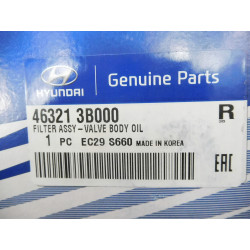 HYUNDAI
Genuine Parts
46321 3B000
R
FILTER ASSY-VALVE BODY OIL
1 PC EC29 S660 MADE IN KOREA
EAC